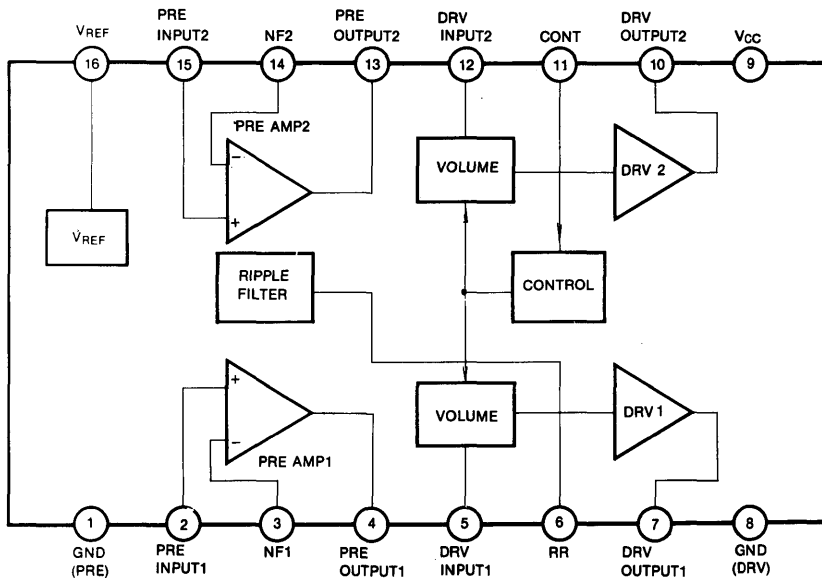 VREF
PRE
INPUT2
NF2
PRE
OUTPUT2
DRV
INPUT2
CONT
DRV
OUTPUT2
VCC
16
15
14
13
12
11
10
9
PRE AMP2
−
+
VOLUME
DRV 2
VREF
RIPPLE
FILTER
CONTROL
+
−
PRE AMP1
VOLUME
DRV 1
1
2
3
4
5
6
7
8
GND
(PRE)
PRE
INPUT1
NF1
PRE
OUTPUT1
DRV
INPUT1
RR
DRV
OUTPUT1
GND
(DRV)